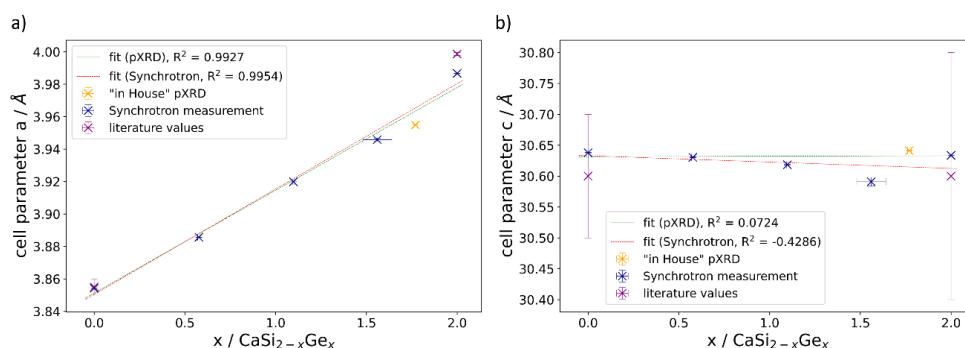 a)
cell parameter a / Å
4.00
3.98
3.96
3.94
3.92
3.90
3.88
3.86
3.84
fit (pXRD), R² = 0.9927
fit (Synchrotron, R² = 0.9954)
"in House" pXRD
Synchrotron measurement
literature values
0.0 0.5 1.0 1.5 2.0
x / CaSi₂₋ₓGeₓ
b)
cell parameter c / Å
30.80
30.75
30.70
30.65
30.60
30.55
30.50
30.45
30.40
fit (pXRD), R² = 0.0724
fit (Synchrotron, R² = -0.4286)
"in House" pXRD
Synchrotron measurement
literature values
0.0 0.5 1.0 1.5 2.0
x / CaSi₂₋ₓGeₓ